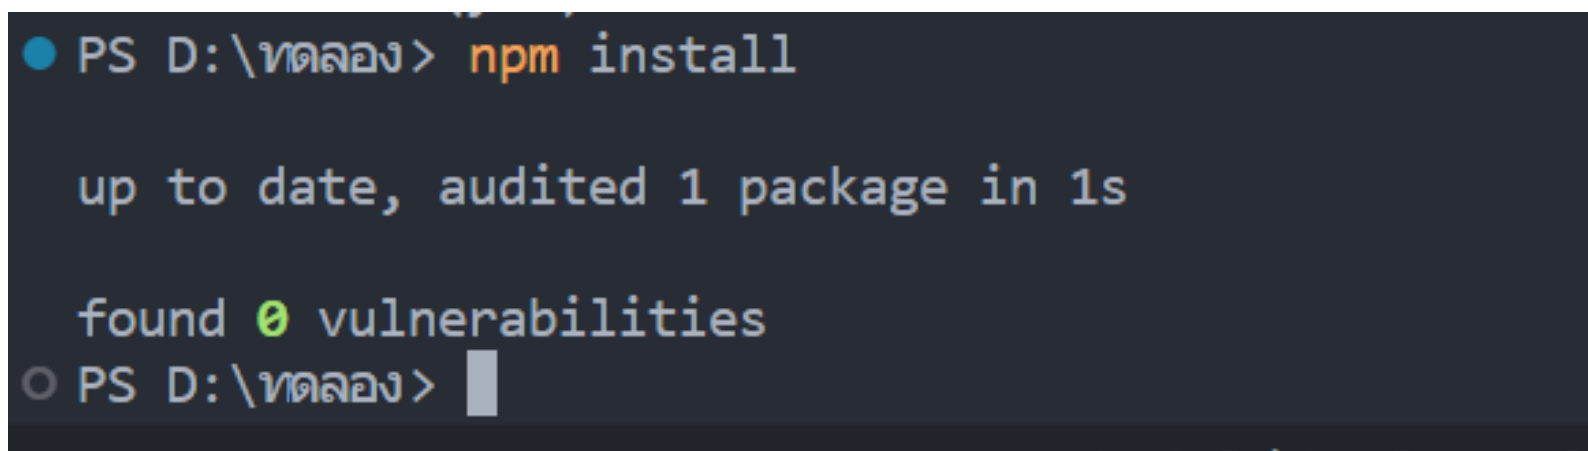 PS D:\ทดลอง> npm install
up to date, audited 1 package in 1s
found 0 vulnerabilities
PS D:\ทดลอง>